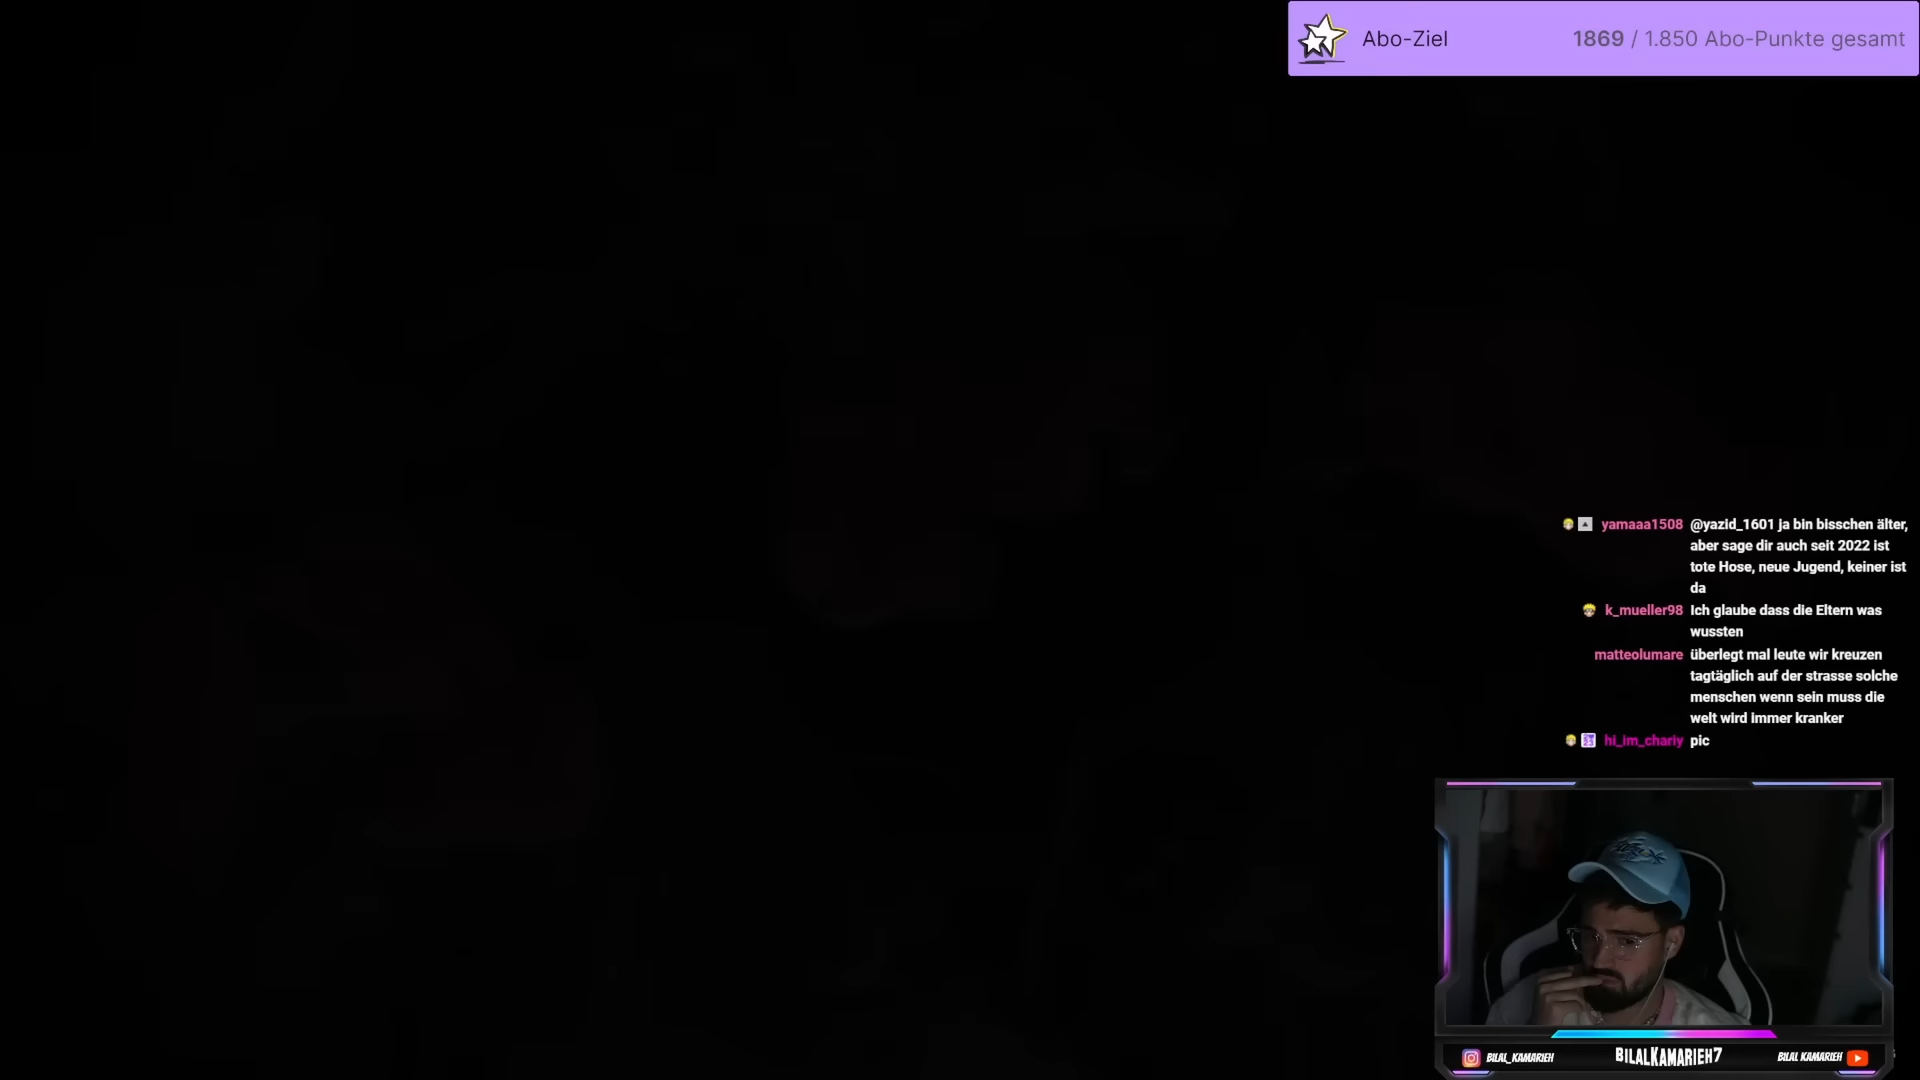 Abo-Ziel 1869 / 1.850 Abo-Punkte gesamt
yamaaa1508 @yazid_1601 ja bin bisschen älter,
aber sage dir auch seit 2022 ist
tote Hose, neue Jugend, keiner ist
da
k_mueller98 Ich glaube dass die Eltern was
wussten
matteolumare überlegt mal leute wir kreuzen
tagtäglich auf der strasse solche
menschen wenn sein muss die
welt wird immer kranker
hi_im_chariy pic
BILAL_KAMARIEH BILALKAMARIEH7 BILAL KAMARIEH